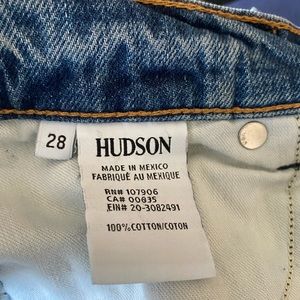 28
HUDSON
MADE IN MEXICO
FABRIQUÉ AU MEXIQUE
RN# 107906
CA# 00835
EIN# 20-3082491
100% COTTON/COTON